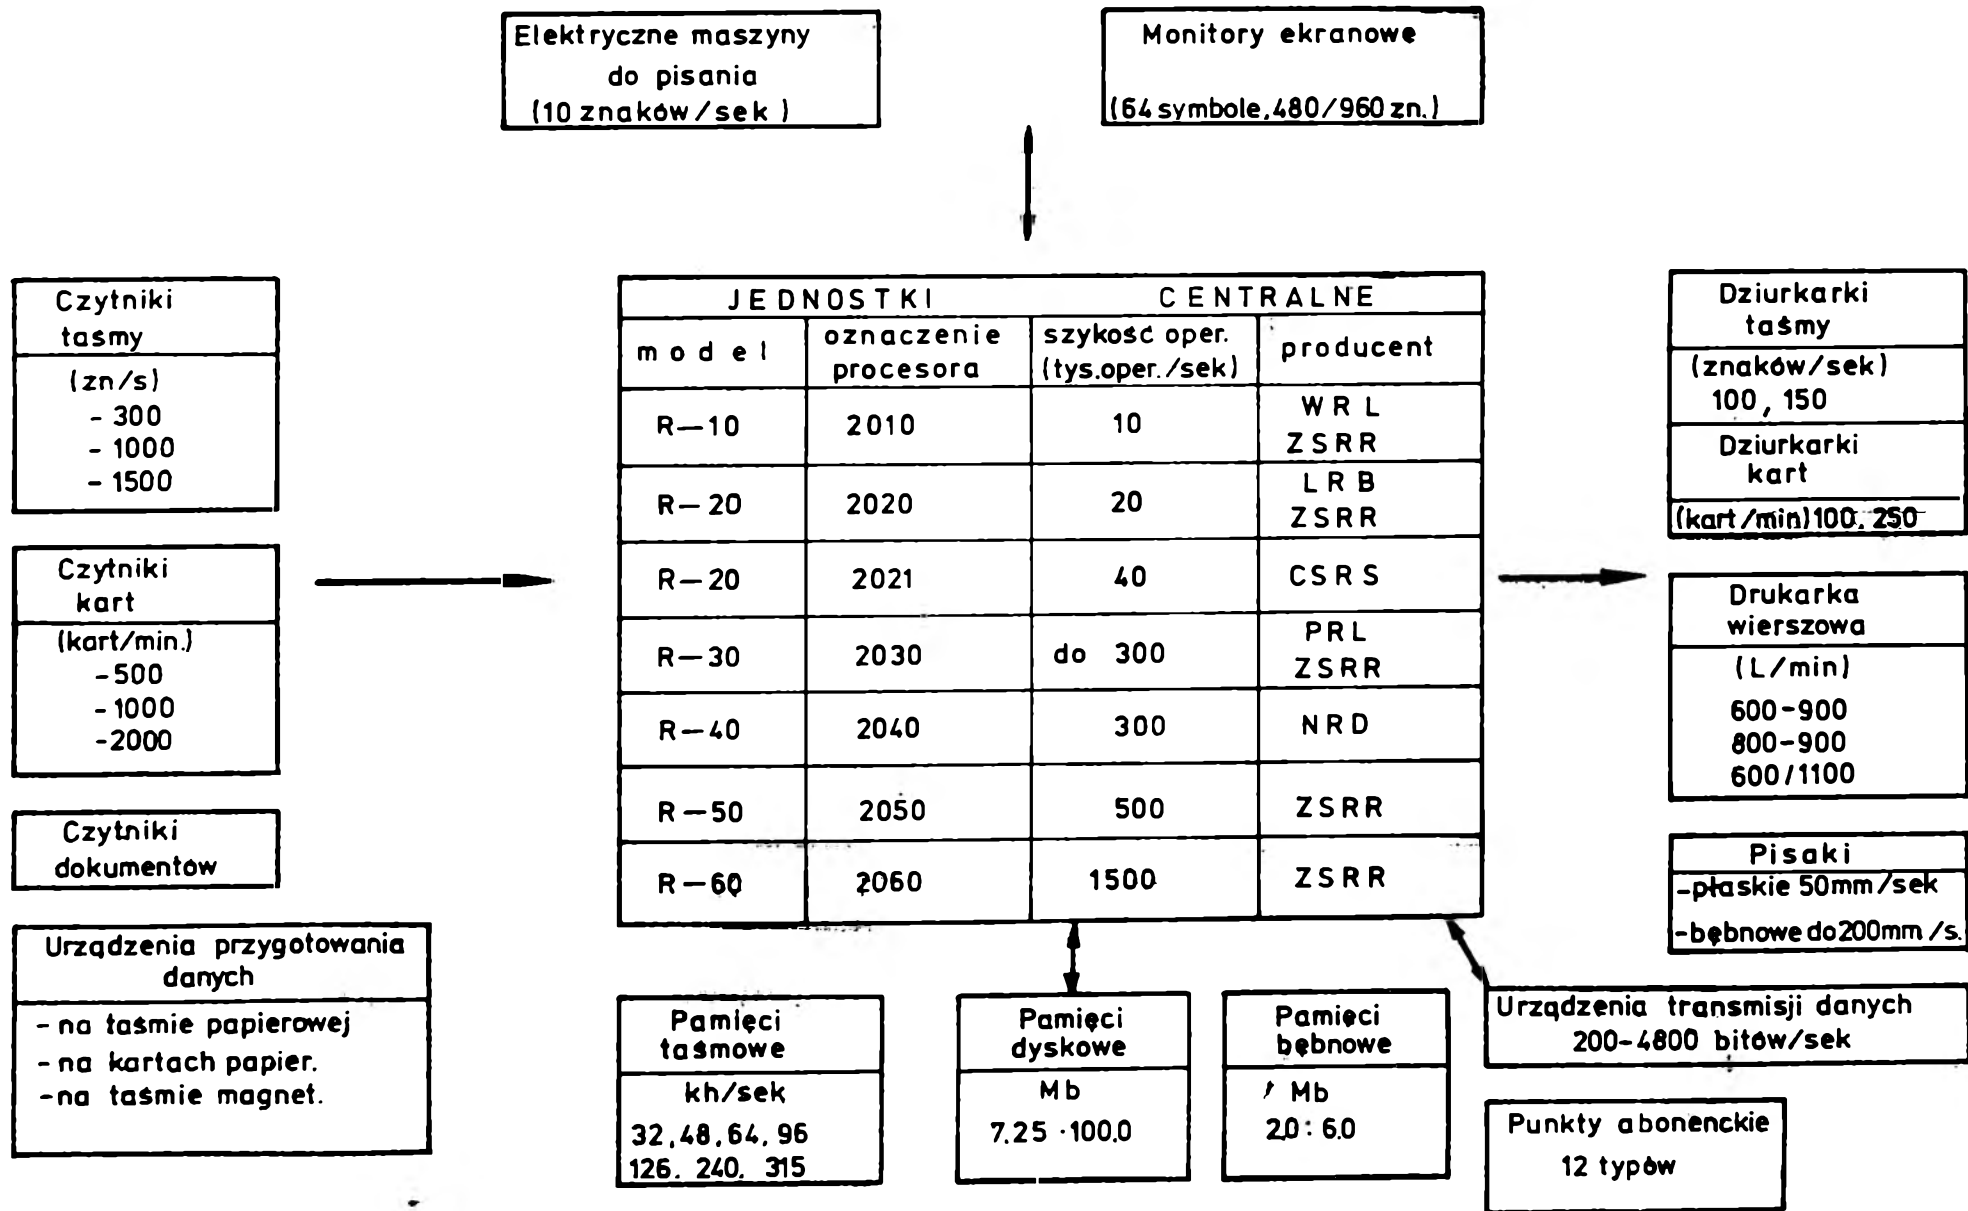 Elektryczne maszyny
do pisania
(10 znaków/sek)
Monitory ekranowe
(64 symbole, 480/960 zn.)
Czytniki
taśmy
(zn/s)
- 300
- 1000
- 1500
Czytniki
kart
(kart/min.)
-500
-1000
-2000
Czytniki
dokumentów
Urządzenia przygotowania
danych
- na taśmie papierowej
- na kartach papier.
-na taśmie magnet.
JEDNOSTKI CENTRALNE
model oznaczenie procesora szykość oper. (tys.oper./sek) producent
R-10 2010 10 WRL ZSRR
R-20 2020 20 LRB ZSRR
R-20 2021 40 CSRS
R-30 2030 do 300 PRL ZSRR
R-40 2040 300 NRD
R-50 2050 500 ZSRR
R-60 2060 1500 ZSRR
Dziurkarki
taśmy
(znaków/sek)
100, 150
Dziurkarki
kart
(kart/min)100. 250
Drukarka
wierszowa
(L/min)
600-900
800-900
600/1100
Pisaki
-płaskie 50mm/sek
-bębnowe do 200mm/s.
Pamięci
taśmowe
kh/sek
32,48,64,96
126. 240. 315
Pamięci
dyskowe
Mb
7.25 ·100.0
Pamięci
bębnowe
Mb
2.0 : 6.0
Urządzenia transmisji danych
200-4800 bitów/sek
Punkty abonenckie
12 typów